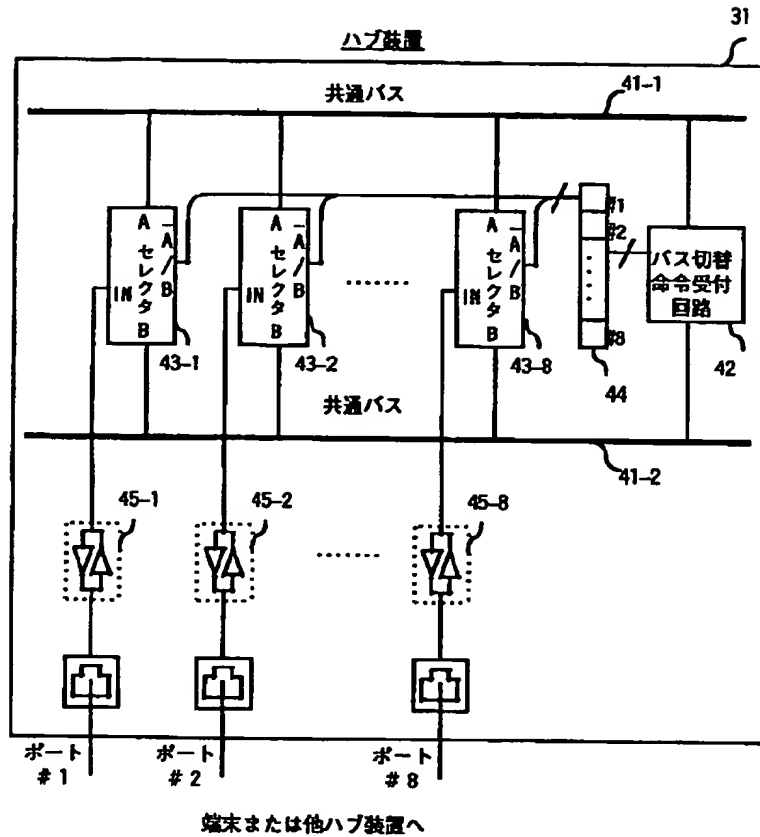 31
ハブ装置
共通バス
41-1
A
セレクタ
IN
B
A/B
43-1
A
セレクタ
IN
B
A/B
43-2
........
A
セレクタ
IN
B
A/B
43-8
#1
#2
#8
44
バス切替
命令受付
回路
42
共通バス
41-2
45-1
45-2
45-8
........
ポート
#1
ポート
#2
ポート
#8
端末または他ハブ装置へ